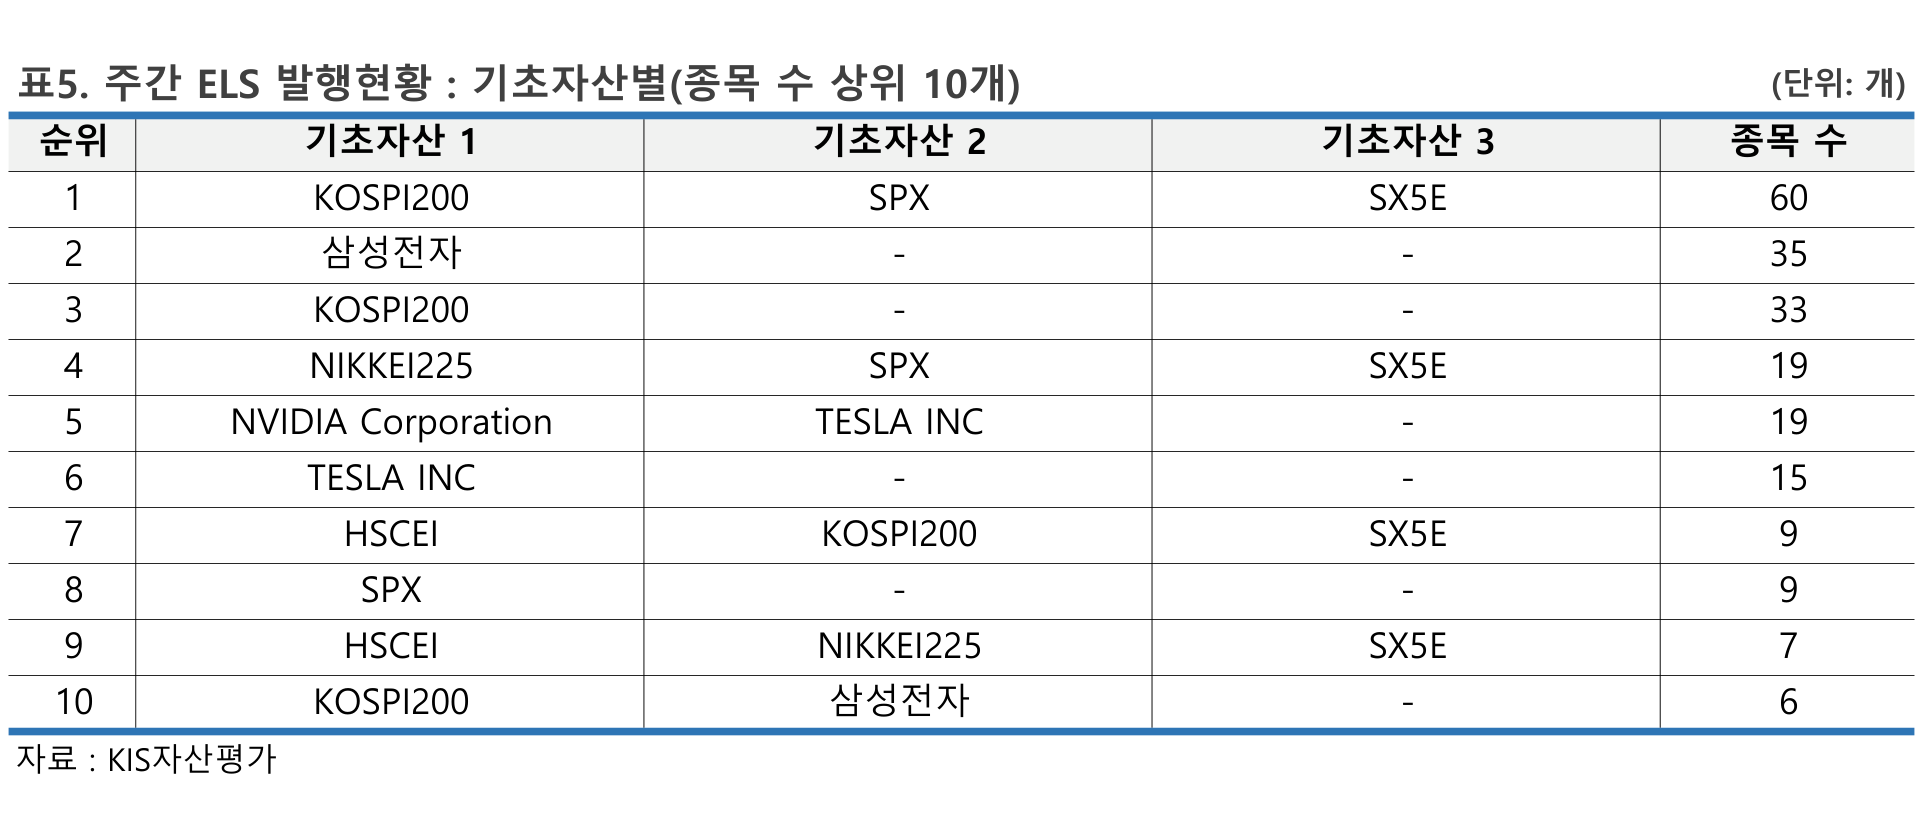 표5. 주간 ELS 발행현황 : 기초자산별(종목 수 상위 10개) (단위: 개)
순위 기초자산 1 기초자산 2 기초자산 3 종목 수
1 KOSPI200 SPX SX5E 60
2 삼성전자 - - 35
3 KOSPI200 - - 33
4 NIKKEI225 SPX SX5E 19
5 NVIDIA Corporation TESLA INC - 19
6 TESLA INC - - 15
7 HSCEI KOSPI200 SX5E 9
8 SPX - - 9
9 HSCEI NIKKEI225 SX5E 7
10 KOSPI200 삼성전자 - 6
자료 : KIS자산평가